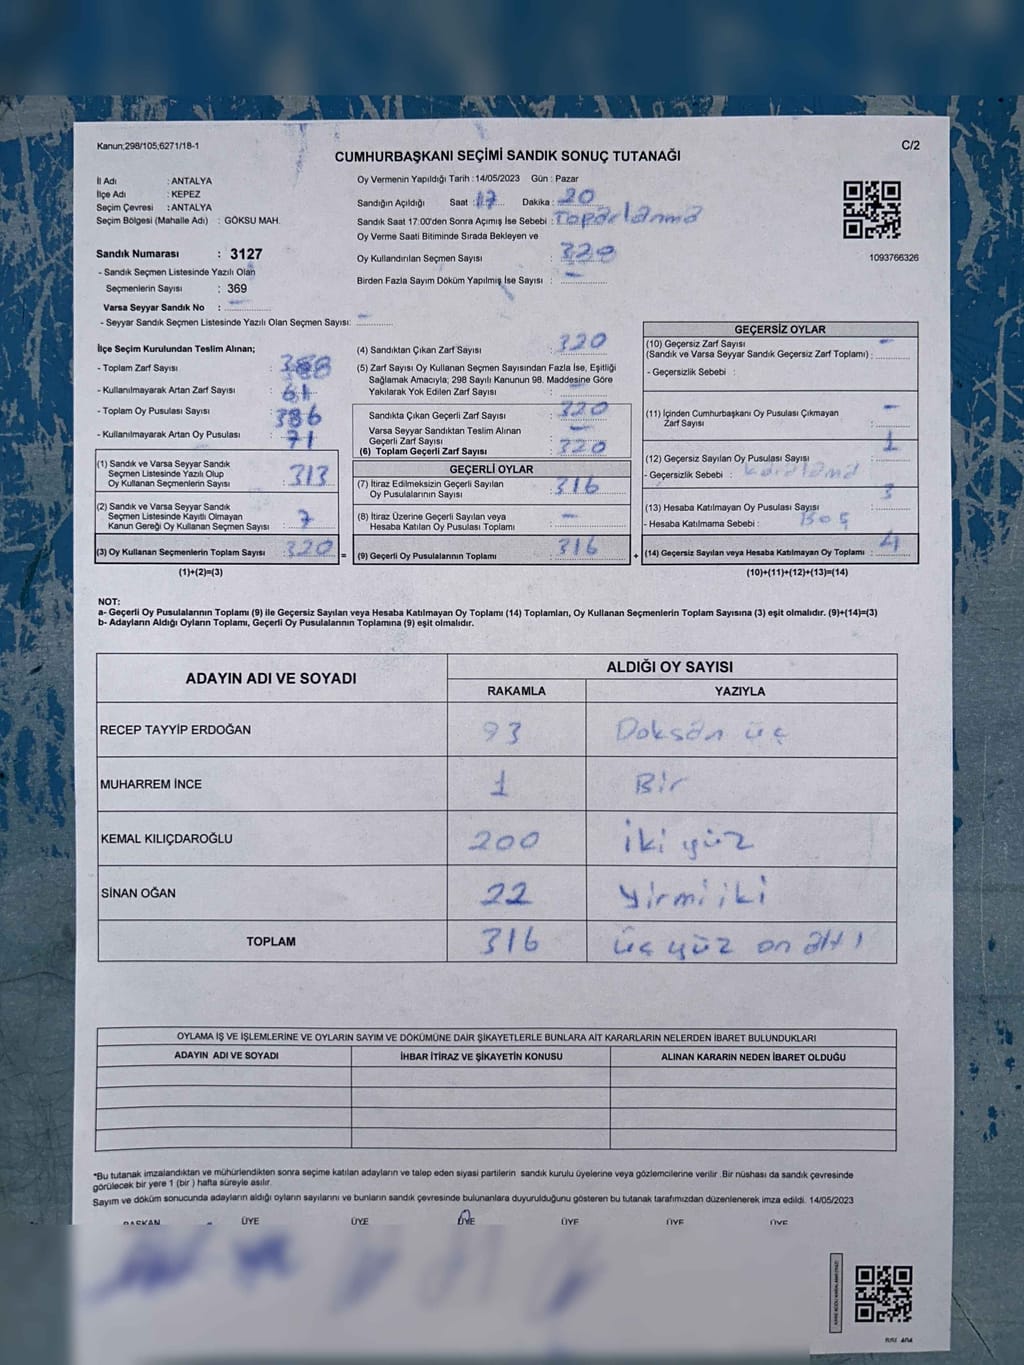 Kanun;298/105;6271/18-1
C/2
CUMHURBAŞKANI SEÇİMİ SANDIK SONUÇ TUTANAĞI
İl Adı : ANTALYA
İlçe Adı : KEPEZ
Seçim Çevresi : ANTALYA
Seçim Bölgesi (Mahalle Adı) : GÖKSU MAH.
Sandık Numarası : 3127
- Sandık Seçmen Listesinde Yazılı Olan
Seçmenlerin Sayısı : 369
Varsa Seyyar Sandık No : -
- Seyyar Sandık Seçmen Listesinde Yazılı Olan Seçmen Sayısı: -
Oy Vermenin Yapıldığı Tarih : 14/05/2023 Gün : Pazar
Sandığın Açıldığı Saat : 17 Dakika : 20
Sandık Saat 17:00'den Sonra Açımış İse Sebebi : Toparlanma
Oy Verme Saati Bitiminde Sırada Bekleyen ve
Oy Kullandırılan Seçmen Sayısı : 320
Birden Fazla Sayım Döküm Yapılmış İse Sayısı : -
1093766326
İlçe Seçim Kurulundan Teslim Alınan;
- Toplam Zarf Sayısı : 388
- Kullanılmayarak Artan Zarf Sayısı : 61
- Toplam Oy Pusulası Sayısı : 386
- Kullanılmayarak Artan Oy Pusulası : 71
(1) Sandık ve Varsa Seyyar Sandık
Seçmen Listesinde Yazılı Olup
Oy Kullanan Seçmenlerin Sayısı : 313
(2) Sandık ve Varsa Seyyar Sandık
Seçmen Listesinde Kayıtlı Olmayan
Kanun Gereği Oy Kullanan Seçmen Sayısı : 7
(3) Oy Kullanan Seçmenlerin Toplam Sayısı : 320 =
(1)+(2)=(3)
(4) Sandıktan Çıkan Zarf Sayısı : 320
(5) Zarf Sayısı Oy Kullanan Seçmen Sayısından Fazla İse, Eşitliği
Sağlamak Amacıyla; 298 Sayılı Kanunun 98. Maddesine Göre
Yakılarak Yok Edilen Zarf Sayısı : -
Sandıkta Çıkan Geçerli Zarf Sayısı : 320
Varsa Seyyar Sandıktan Teslim Alınan
Geçerli Zarf Sayısı : -
(6) Toplam Geçerli Zarf Sayısı : 320
GEÇERLİ OYLAR
(7) İtiraz Edilmeksizin Geçerli Sayılan
Oy Pusulalarının Sayısı : 316
(8) İtiraz Üzerine Geçerli Sayılan veya
Hesaba Katılan Oy Pusulası Toplamı : -
(9) Geçerli Oy Pusulalarının Toplamı : 316 +
GEÇERSİZ OYLAR
(10) Geçersiz Zarf Sayısı
(Sandık ve Varsa Seyyar Sandık Geçersiz Zarf Toplamı) : -
- Geçersizlik Sebebi :
(11) İçinden Cumhurbaşkanı Oy Pusulası Çıkmayan
Zarf Sayısı : -
(12) Geçersiz Sayılan Oy Pusulası Sayısı : 1
- Geçersizlik Sebebi : karalama
(13) Hesaba Katılmayan Oy Pusulası Sayısı : 3
- Hesaba Katılmama Sebebi : Boş
(14) Geçersiz Sayılan veya Hesaba Katılmayan Oy Toplamı : 4
(10)+(11)+(12)+(13)=(14)
NOT:
a- Geçerli Oy Pusulalarının Toplamı (9) ile Geçersiz Sayılan veya Hesaba Katılmayan Oy Toplamı (14) Toplamları, Oy Kullanan Seçmenlerin Toplam Sayısına (3) eşit olmalıdır. (9)+(14)=(3)
b- Adayların Aldığı Oyların Toplamı, Geçerli Oy Pusulalarının Toplamına (9) eşit olmalıdır.
ADAYIN ADI VE SOYADI
ALDIĞI OY SAYISI
RAKAMLA YAZIYLA
RECEP TAYYİP ERDOĞAN 93 Doksan üç
MUHARREM İNCE 1 Bir
KEMAL KILIÇDAROĞLU 200 iki yüz
SİNAN OĞAN 22 yirmi iki
TOPLAM 316 üç yüz on altı
OYLAMA İŞ VE İŞLEMLERİNE VE OYLARIN SAYIM VE DÖKÜMÜNE DAİR ŞİKAYETLERLE BUNLARA AİT KARARLARIN NELERDEN İBARET BULUNDUKLARI
ADAYIN ADI VE SOYADI İHBAR İTİRAZ VE ŞİKAYETİN KONUSU ALINAN KARARIN NEDEN İBARET OLDUĞU
*Bu tutanak imzalandıktan ve mühürlendikten sonra seçime katılan adayların ve talep eden siyasi partilerin sandık kurulu üyelerine veya gözlemcilerine verilir .Bir nüshası da sandık çevresinde
görülecek bir yere 1 (bir ) hafta süreyle asılır.
Sayım ve döküm sonucunda adayların aldığı oyların sayılarını ve bunların sandık çevresinde bulunanlara duyurulduğunu gösteren bu tutanak tarafımızdan düzenlenerek imza edildi. 14/05/2023
BAŞKAN ÜYE ÜYE ÜYE ÜYE ÜYE ÜYE